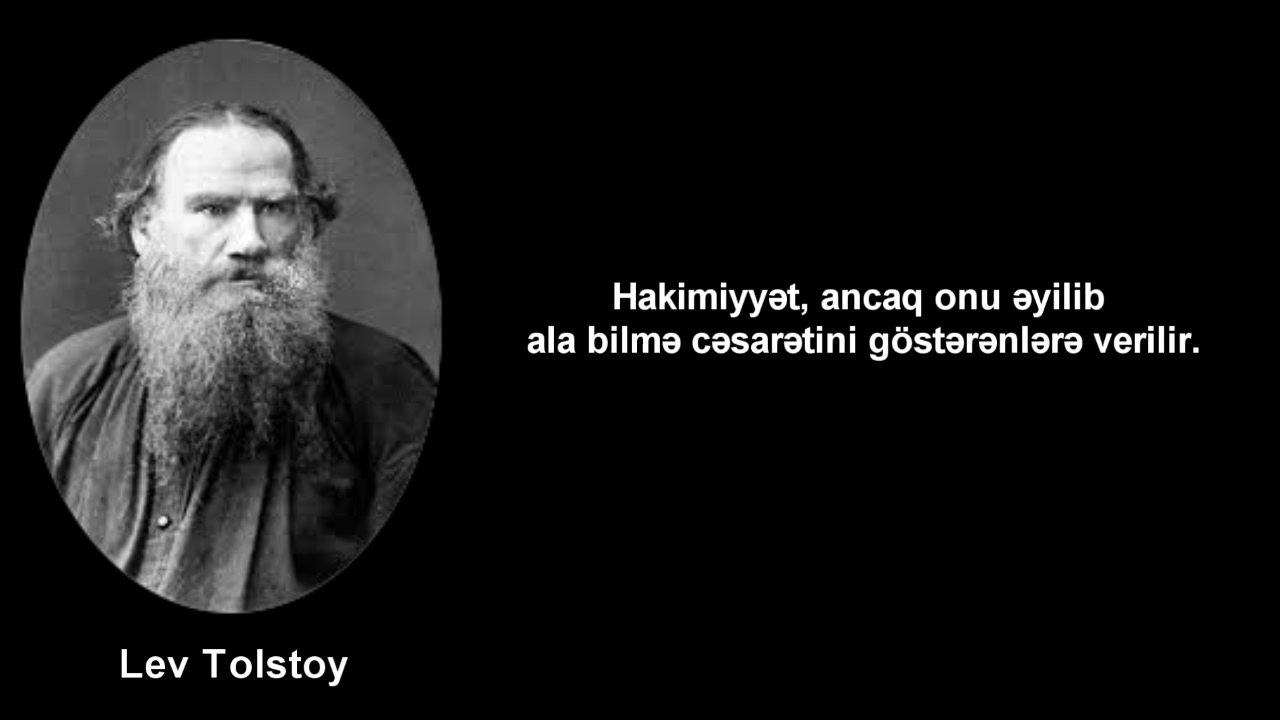 Hakimiyyət, ancaq onu əyilib
ala bilmə cəsarətini göstərənlərə verilir.
Lev Tolstoy